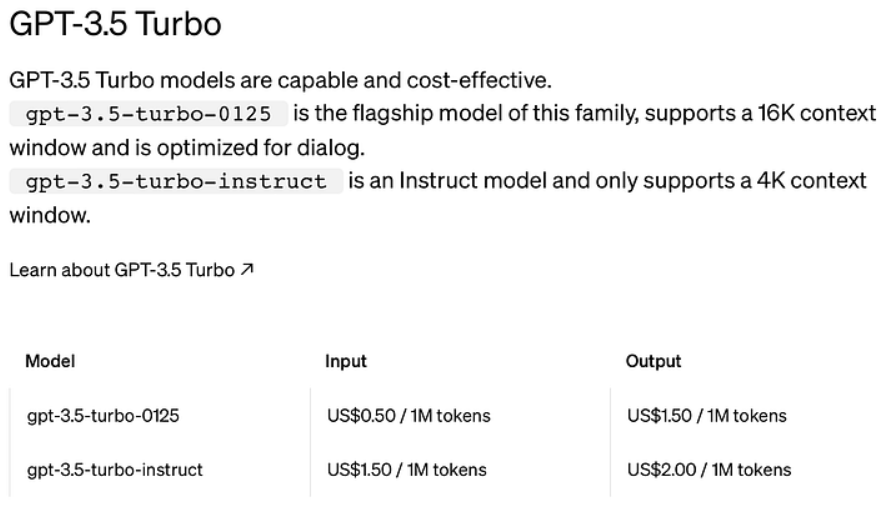 GPT-3.5 Turbo
GPT-3.5 Turbo models are capable and cost-effective.
gpt-3.5-turbo-0125 is the flagship model of this family, supports a 16K context
window and is optimized for dialog.
gpt-3.5-turbo-instruct is an Instruct model and only supports a 4K context
window.
Learn about GPT-3.5 Turbo ↗
Model Input Output
gpt-3.5-turbo-0125 US$0.50 / 1M tokens US$1.50 / 1M tokens
gpt-3.5-turbo-instruct US$1.50 / 1M tokens US$2.00 / 1M tokens